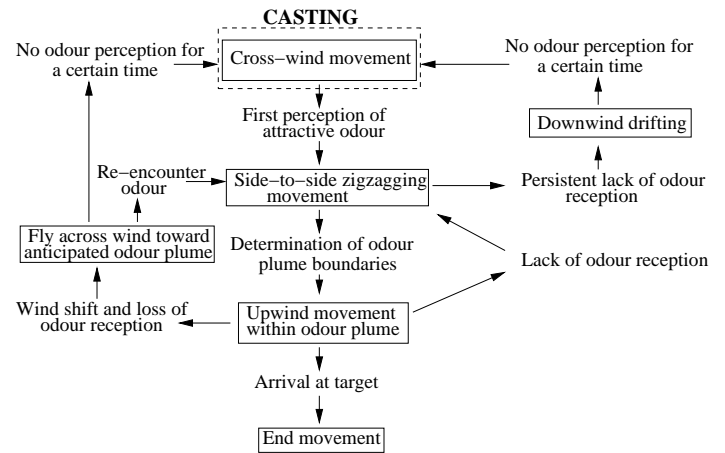 CASTING
No odour perception for
a certain time
Cross−wind movement
No odour perception for
a certain time
First perception of
attractive odour
Downwind drifting
Re−encounter
odour
Side−to−side zigzagging
movement
Persistent lack of odour
reception
Fly across wind toward
anticipated odour plume
Determination of odour
plume boundaries
Lack of odour reception
Wind shift and loss of
odour reception
Upwind movement
within odour plume
Arrival at target
End movement